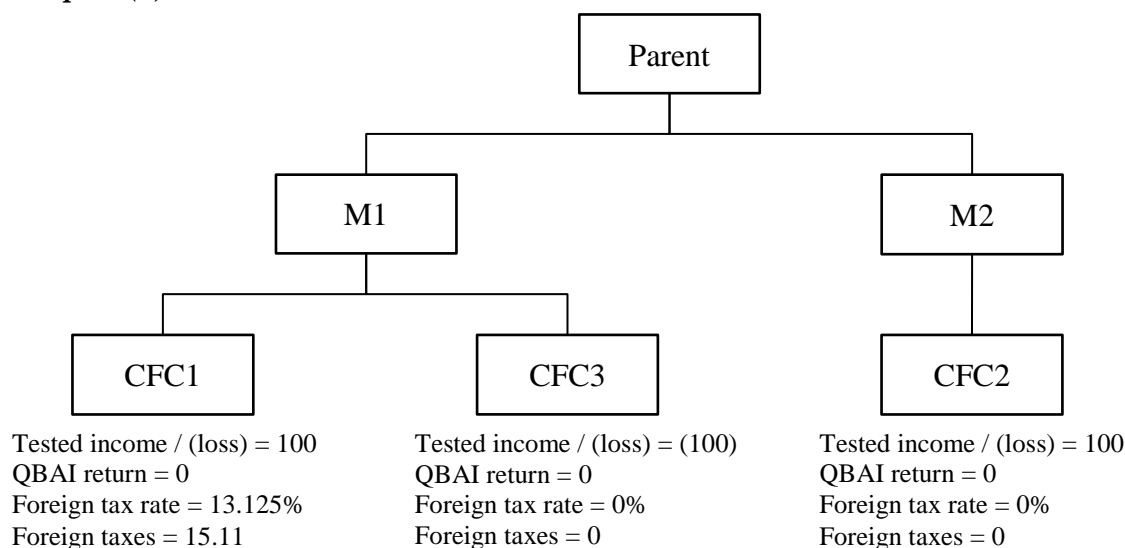 Parent
M1
M2
CFC1
CFC3
CFC2
Tested income / (loss) = 100
QBAI return = 0
Foreign tax rate = 13.125%
Foreign taxes = 15.11
Tested income / (loss) = (100)
QBAI return = 0
Foreign tax rate = 0%
Foreign taxes = 0
Tested income / (loss) = 100
QBAI return = 0
Foreign tax rate = 0%
Foreign taxes = 0